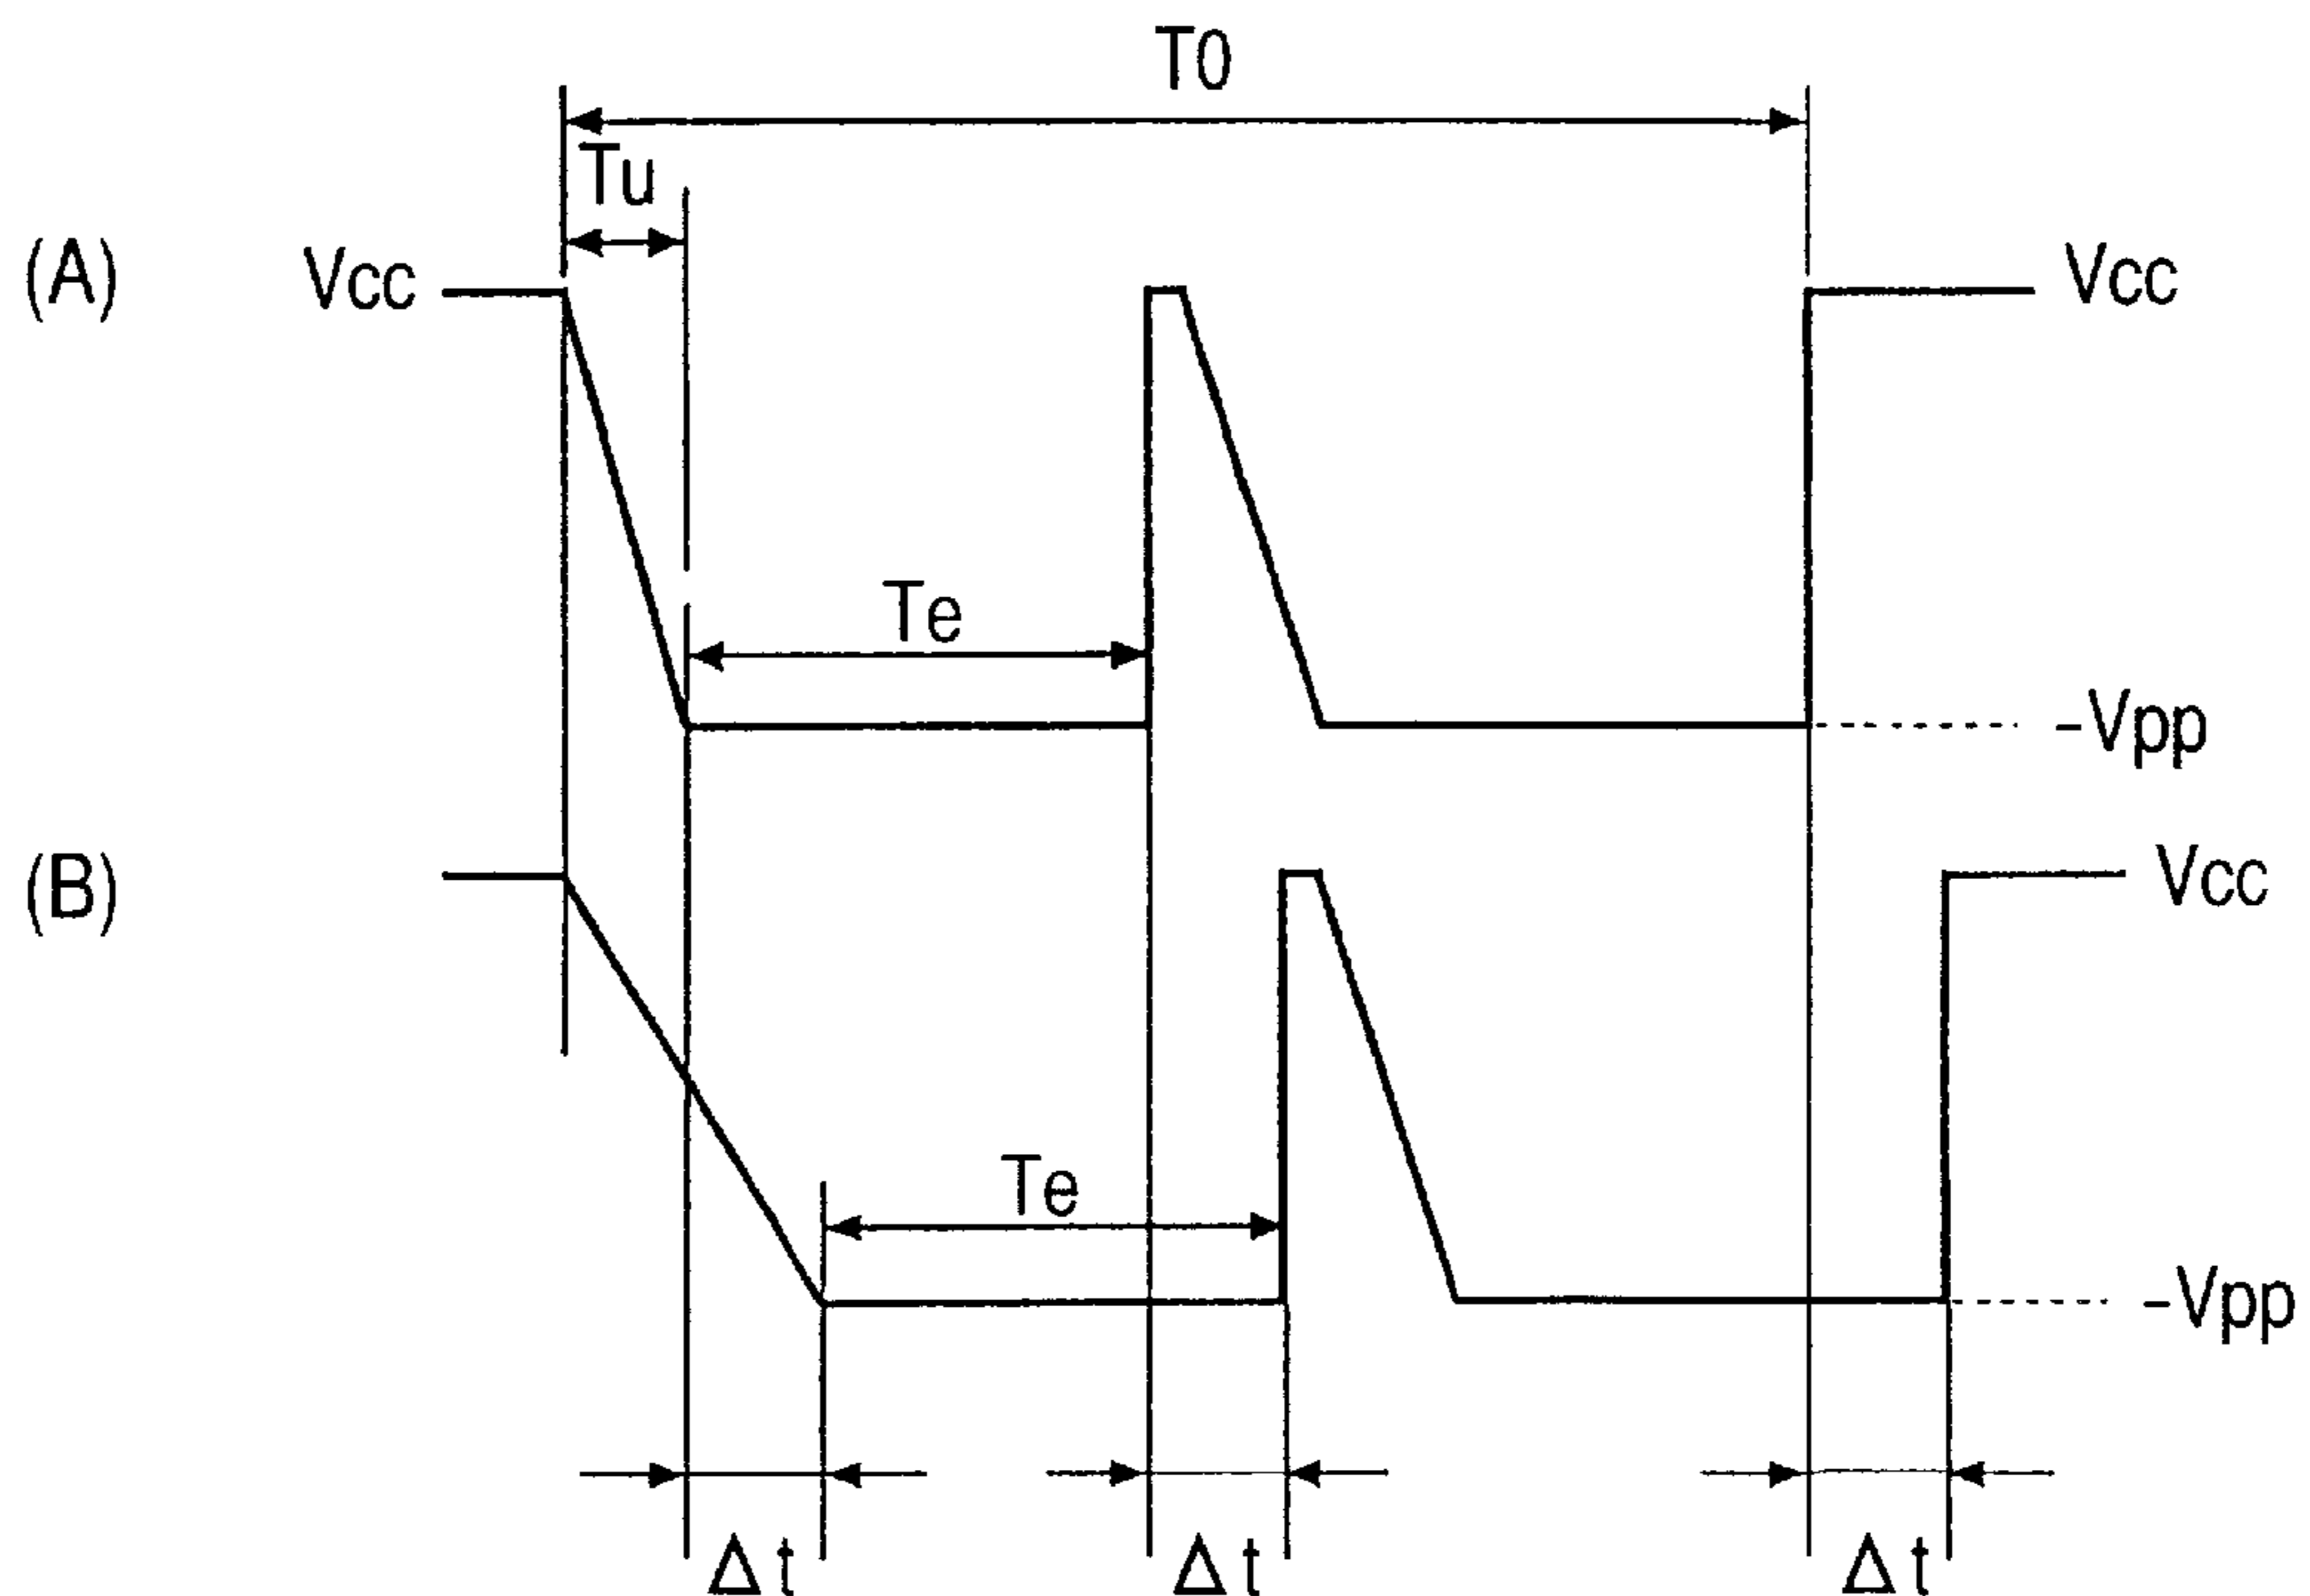 T0
Tu
(A) Vcc Vcc
Te
-Vpp
(B) Vcc
Te
-Vpp
Δt Δt Δt